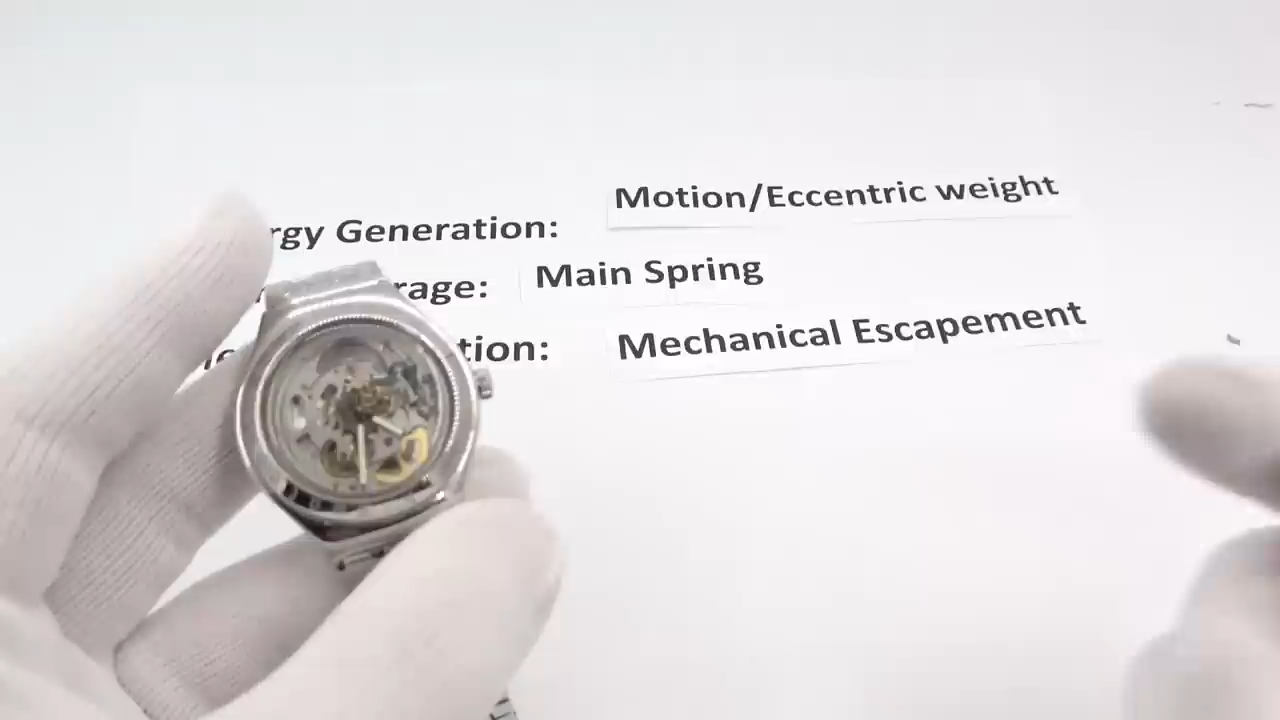 rgy Generation: Motion/Eccentric weight
rage: Main Spring
tion: Mechanical Escapement